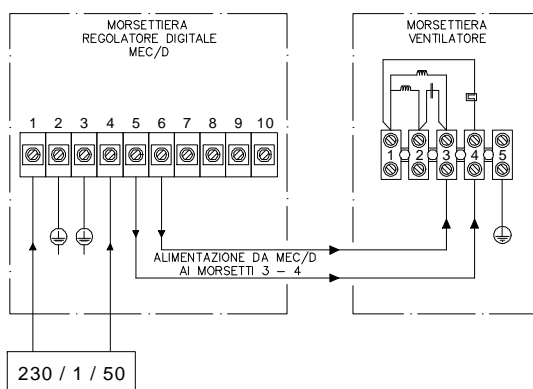 MORSETTIERA
REGOLATORE DIGITALE
MEC/D
MORSETTIERA
VENTILATORE
1 2 3 4 5 6 7 8 9 10
1 2 3 4 5
ALIMENTAZIONE DA MEC/D
AI MORSETTI 3 – 4
230 / 1 / 50